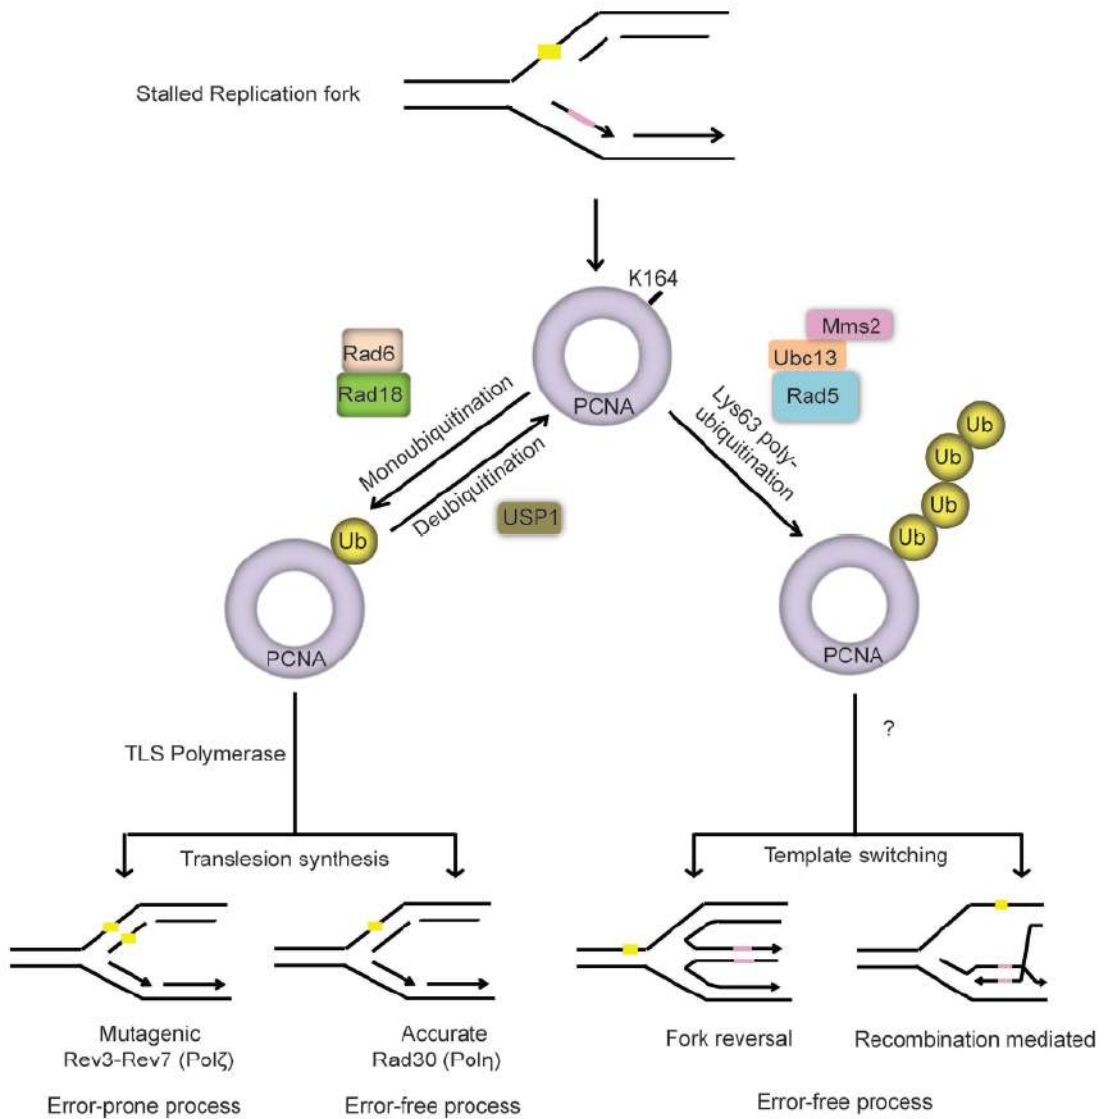 Stalled Replication fork
K164
Mms2
Ubc13
Rad5
Rad6
Rad18
PCNA
Monoubiquitination
Deubiquitination
USP1
Lys63 poly-
ubiquitination
Ub
Ub
Ub
Ub
Ub
PCNA
PCNA
TLS Polymerase
?
Translesion synthesis
Template switching
Mutagenic
Rev3-Rev7 (Polζ)
Error-prone process
Accurate
Rad30 (Polη)
Error-free process
Fork reversal
Recombination mediated
Error-free process